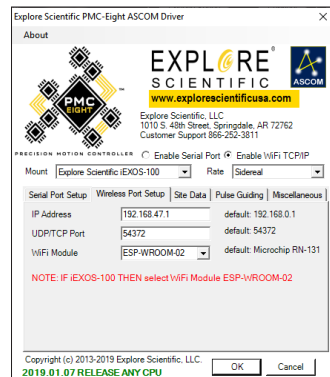 Explore Scientific PMC-Eight ASCOM Driver
About
PMC
EIGHT
PRECISION MOTION CONTROLLER
EXPLORE
SCIENTIFIC
ASCOM
www.explorescientificusa.com
Explore Scientific, LLC
1010 S. 48th Street, Springdale, AR 72762
Customer Support 866-252-3811
Enable Serial Port Enable WiFi TCP/IP
Mount Explore Scientific iEXOS-100 Rate Sidereal
Serial Port Setup Wireless Port Setup Site Data Pulse Guiding Miscellaneous
IP Address 192.168.47.1 default: 192.168.0.1
UDP/TCP Port 54372 default: 54372
WiFi Module ESP-WROOM-02 default: Microchip RN-131
NOTE: IF iEXOS-100 THEN select WiFi Module ESP-WROOM-02
Copyright (c) 2013-2019 Explore Scientific, LLC.
2019.01.07 RELEASE ANY CPU
OK Cancel